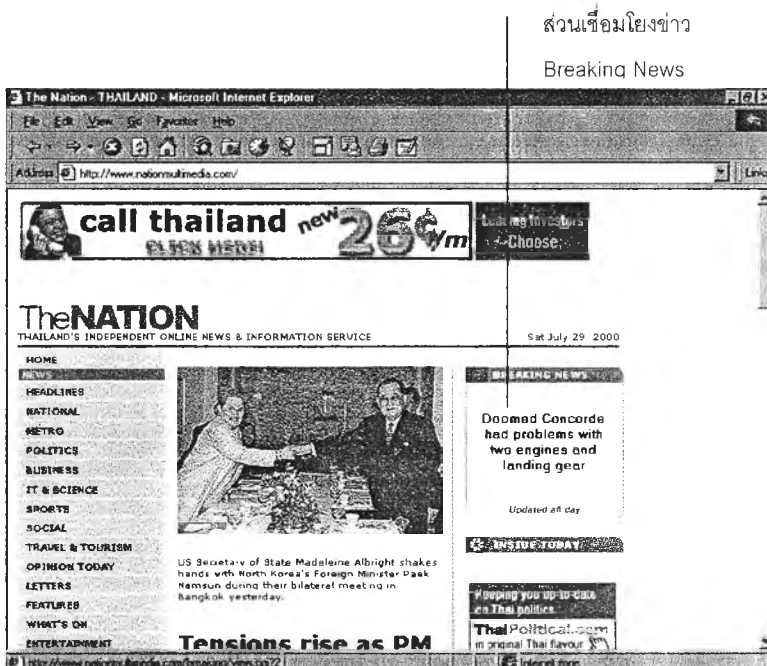 ส่วนเชื่อมโยงข่าว
Breaking News
The Nation - THAILAND - Microsoft Internet Explorer
File Edit View Go Favorites Help
Address http://www.nationmultimedia.com/ Links
call thailand new 26¢/m
CLICK HERE!
Leading Investors
Choose:
TheNATION
THAILAND'S INDEPENDENT ONLINE NEWS & INFORMATION SERVICE Sat July 29 2000
HOME
NEWS
HEADLINES
NATIONAL
METRO
POLITICS
BUSINESS
IT & SCIENCE
SPORTS
SOCIAL
TRAVEL & TOURISM
OPINION TODAY
LETTERS
FEATURES
WHAT'S ON
ENTERTAINMENT
US Secretary of State Madeleine Albright shakes
hands with North Korea's Foreign Minister Paek
Namsun during their bilateral meeting in
Bangkok yesterday.
Tensions rise as PM
BREAKING NEWS
Doomed Concorde
had problems with
two engines and
landing gear
Updated all day
INSIDE TODAY
Keeping you up-to-date
on Thai politics
ThaiPolitical.com
in original Thai flavour
Internet zone